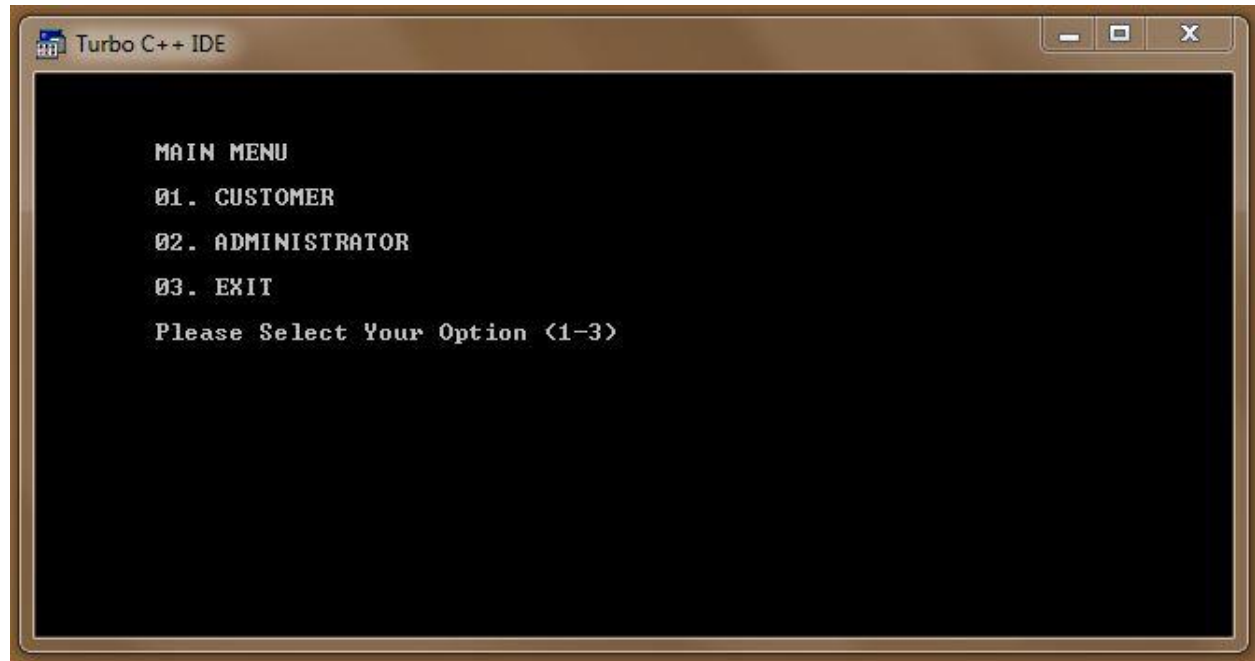 Turbo C++ IDE
MAIN MENU
01. CUSTOMER
02. ADMINISTRATOR
03. EXIT
Please Select Your Option (1-3)